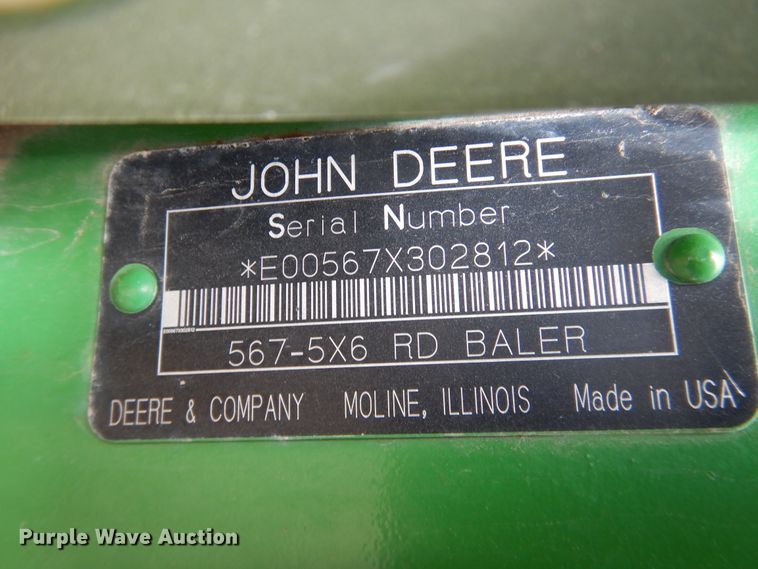 JOHN DEERE
Serial Number
*E00567X302812*
567-5X6 RD BALER
DEERE & COMPANY MOLINE, ILLINOIS Made in USA
Purple Wave Auction